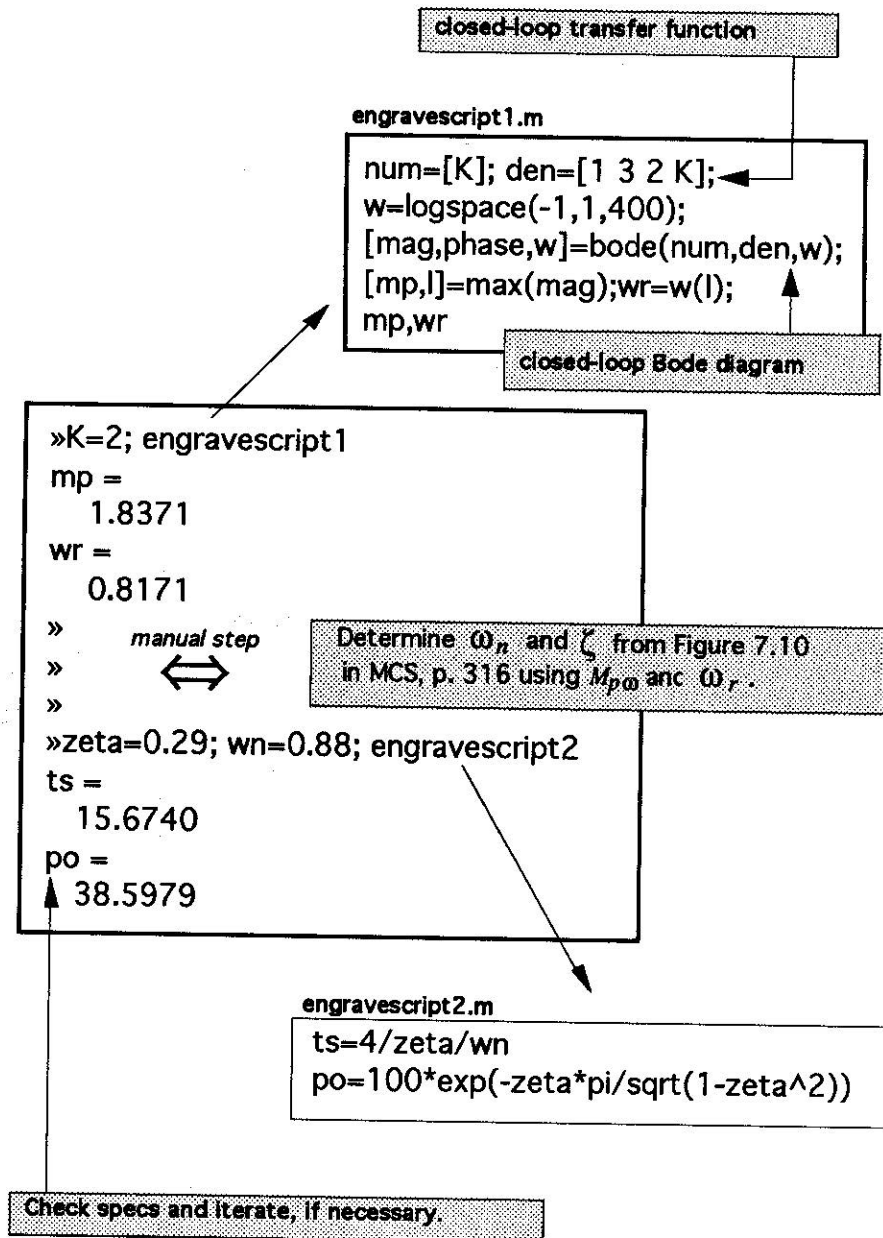 closed-loop transfer function
engravescript1.m
num=[K]; den=[1 3 2 K];
w=logspace(-1,1,400);
[mag,phase,w]=bode(num,den,w);
[mp,l]=max(mag);wr=w(l);
mp,wr
closed-loop Bode diagram
»K=2; engravescript1
mp =
1.8371
wr =
0.8171
»
» manual step
»
Determine ωn and ζ from Figure 7.10
in MCS, p. 316 using Mpω anc ωr .
»zeta=0.29; wn=0.88; engravescript2
ts =
15.6740
po =
38.5979
engravescript2.m
ts=4/zeta/wn
po=100*exp(-zeta*pi/sqrt(1-zeta^2))
Check specs and iterate, if necessary.